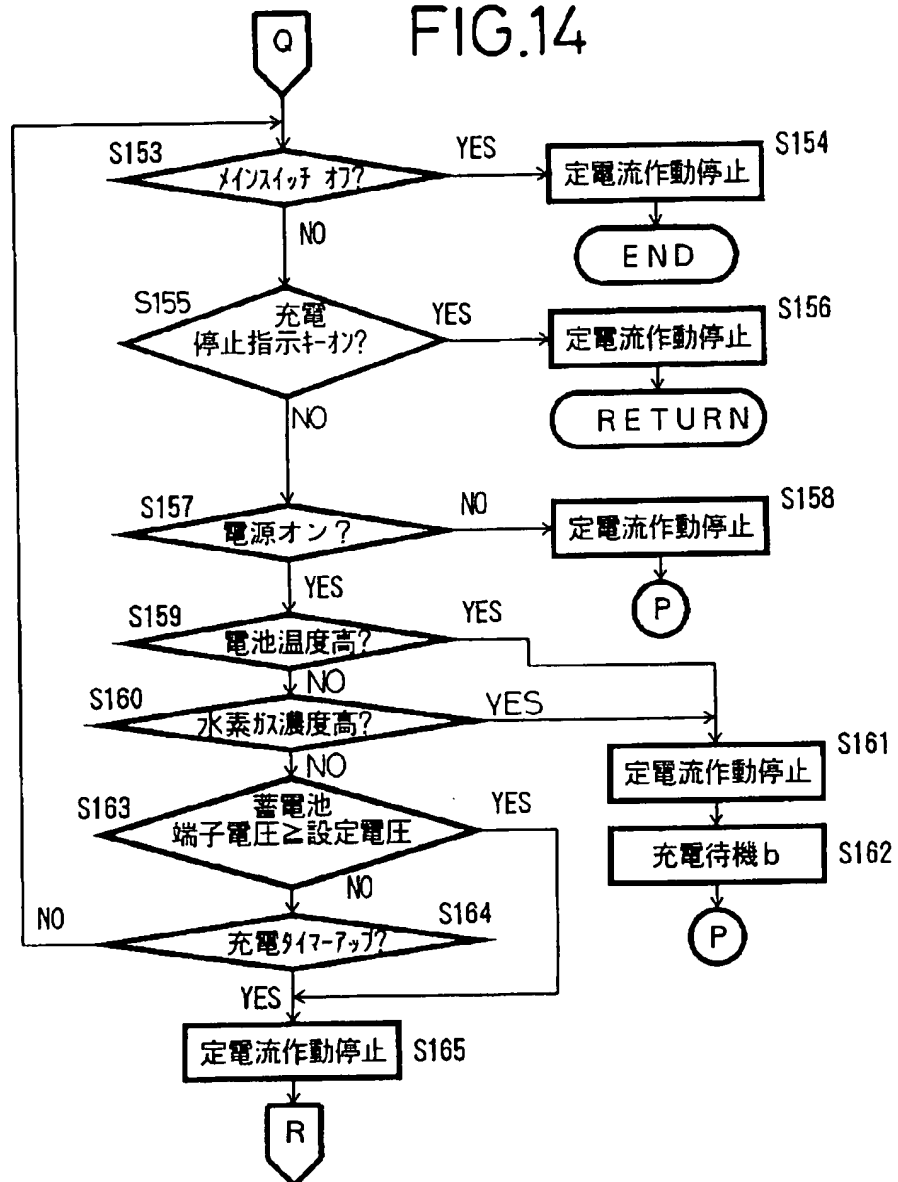 FIG.14
Q
S153
メインスイッチ オフ?
YES
定電流作動停止
S154
END
NO
S155
充電
停止指示キーオン?
YES
定電流作動停止
S156
RETURN
NO
S157
電源オン?
NO
定電流作動停止
S158
P
YES
S159
電池温度高?
YES
NO
S160
水素ガス濃度高?
YES
NO
定電流作動停止
S161
充電待機b
S162
P
S163
蓄電池
端子電圧≧設定電圧
YES
NO
S164
充電タイマーアップ?
NO
YES
定電流作動停止
S165
R